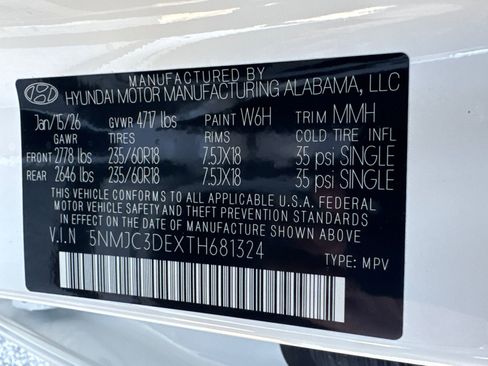 MANUFACTURED BY
HYUNDAI MOTOR MANUFACTURING ALABAMA, LLC
Jan/15/26 GVWR 4717 lbs PAINT W6H TRIM MMH
GAWR TIRES RIMS COLD TIRE INFL
FRONT 2778 lbs 235/60R18 7.5JX18 35 psi SINGLE
REAR 2646 lbs 235/60R18 7.5JX18 35 psi SINGLE
THIS VEHICLE CONFORMS TO ALL APPLICABLE U.S.A. FEDERAL
MOTOR VEHICLE SAFETY AND THEFT PREVENTION STANDARDS
IN EFFECT ON THE DATE OF MANUFACTURE SHOWN ABOVE.
V.I.N 5NMJC3DEXTH681324
TYPE: MPV